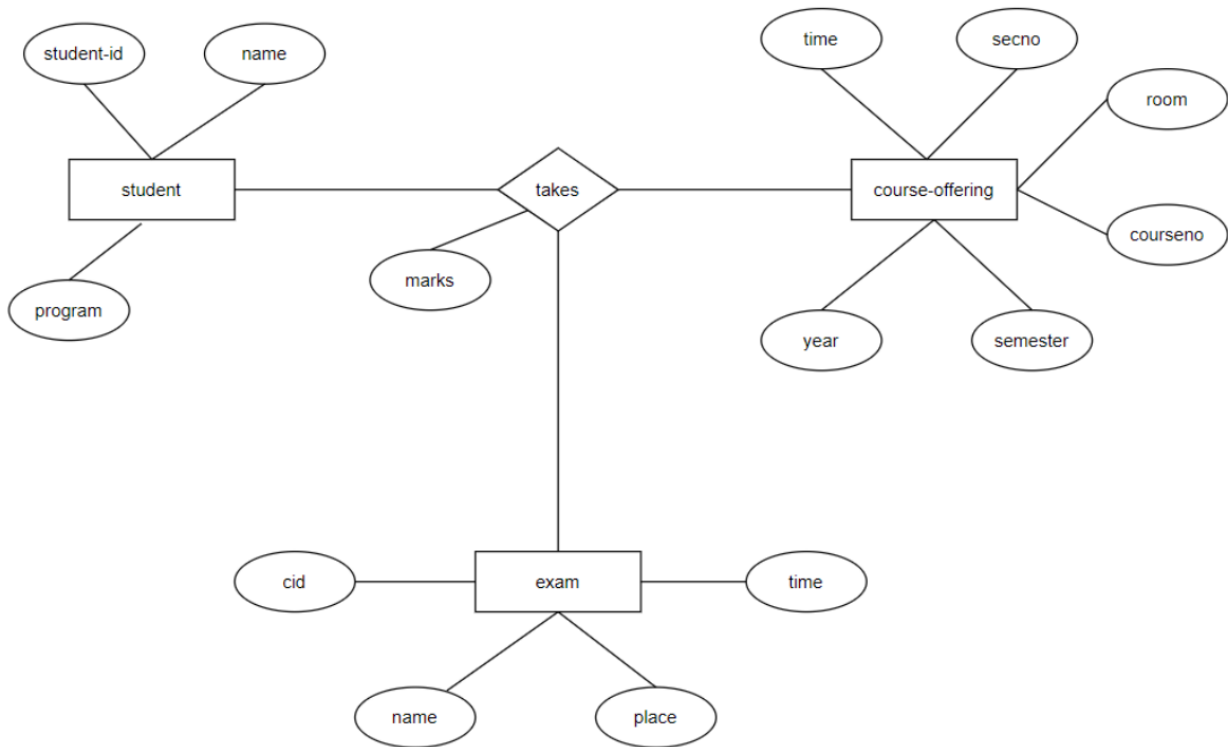 time
secno
student-id
name
room
student
takes
course-offering
courseno
marks
program
year
semester
cid
exam
time
name
place